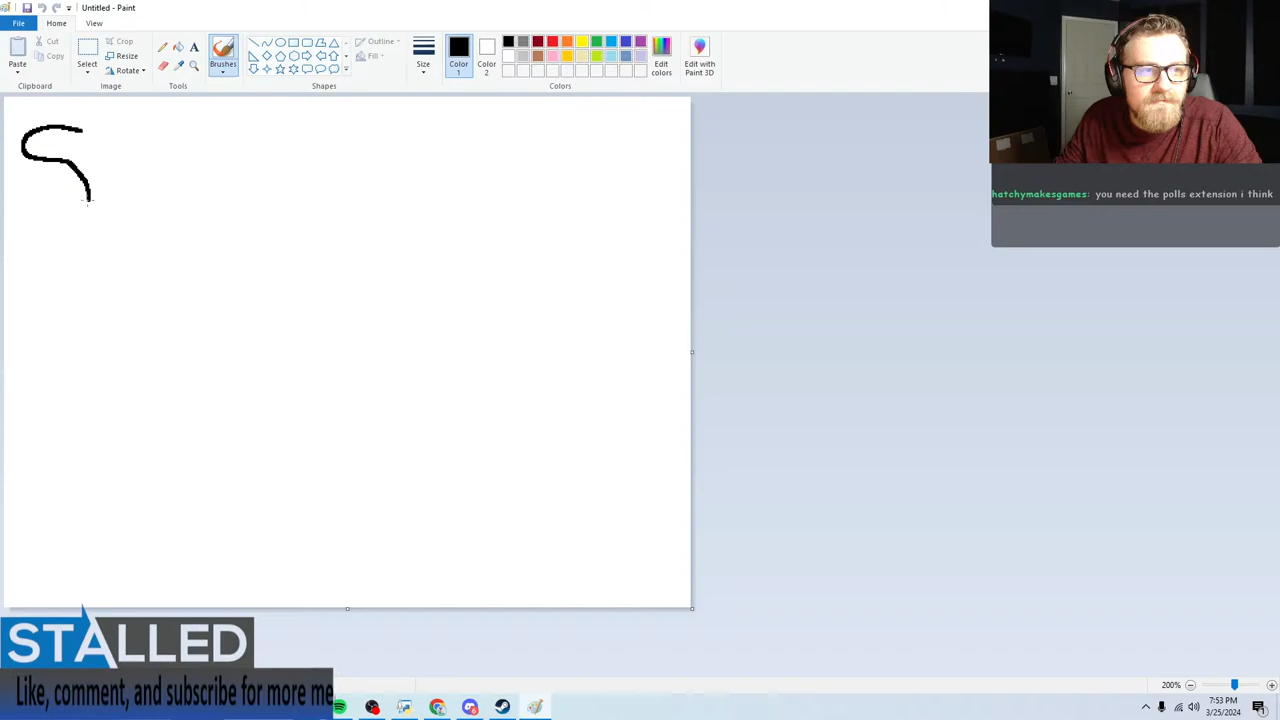 Untitled - Paint
File
Home
View
Paste
Cut
Copy
Clipboard
Select
Crop
Resize
Rotate
Image
A
Tools
Brushes
Outline
Fill
Shapes
Size
Color 1
Color 2
Edit colors
Edit with Paint 3D
Colors
hatchymakesgames: you need the polls extension i think
STALLED
Like, comment, and subscribe for more me
200%
7:53 PM
3/25/2024
1